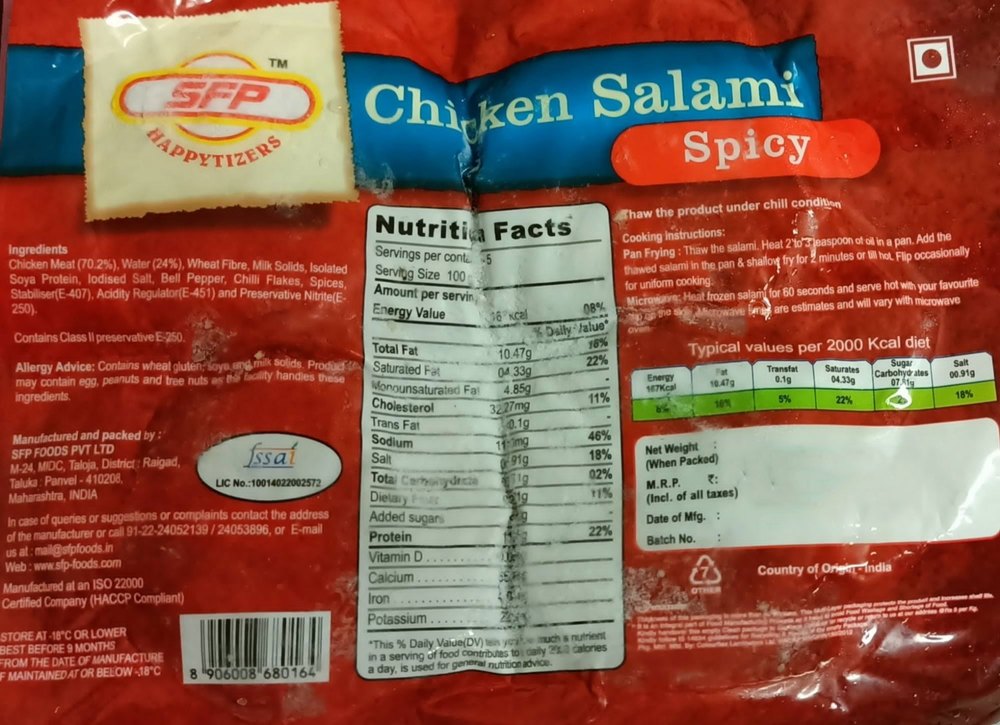 SFP
TM
HAPPYTIZERS
Chicken Salami
Spicy
Ingredients
Chicken Meat (70.2%), Water (24%), Wheat Fibre, Milk Solids, Isolated
Soya Protein, Iodised Salt, Bell Pepper, Chilli Flakes, Spices,
Stabiliser(E-407), Acidity Regulator(E-451) and Preservative Nitrite(E-
250).
Contains Class II preservative E-250.
Allergy Advice: Contains wheat gluten, soya and milk solids. Product
may contain egg, peanuts and tree nuts as the facility handles these
ingredients.
Manufactured and packed by :
SFP FOODS PVT LTD
M-24, MIDC, Taloja, District : Raigad,
Taluka : Panvel - 410208,
Maharashtra, INDIA
fssai
LIC No.:10014022002572
In case of queries or suggestions or complaints contact the address
of the manufacturer or call 91-22-24052139 / 24053896, or E-mail
us at : mail@sfpfoods.in
Web : www.sfp-foods.com
Manufactured at an ISO 22000
Certified Company (HACCP Compliant)
STORE AT -18°C OR LOWER
BEST BEFORE 9 MONTHS
FROM THE DATE OF MANUFACTURE
IF MAINTAINED AT OR BELOW -18°C
8 906008 680164
Facts
Servings per 5
Serving Size 100
Amount per
Energy Value Kcal 08%
% Daily Value*
Total Fat 10.47g 16%
Saturated Fat 04.33g 22%
Monounsaturated Fat 4.85g -
Cholesterol 32.27mg 11%
Trans Fat 0.1g -
Sodium mg 46%
Salt 91g 18%
Total Carbohydrate 02%
Dietary 11%
Added sugars
Protein 22%
Vitamin D
Calcium
Iron
Potassium
*This % Daily Value(DV) much a nutrient
in a serving of food contributes to daily calories
a day, is used for general nutrition advice.
Thaw the product under chill condition
Cooking instructions:
Pan Frying : Thaw the salami. Heat 2 to 3 teaspoon of oil in a pan. Add the
thawed salami in the pan & shallow fry for 2 minutes or till hot. Flip occasionally
for uniform cooking.
Microwave: Heat frozen salami for 60 seconds and serve hot with your favourite
Microwave are estimates and will vary with microwave
oven.
Typical values per 2000 Kcal diet
Energy 167Kcal 8%
Fat 10.47g 16%
Transfat 0.1g 5%
Saturates 04.33g 22%
Sugar Carbohydrates
Salt 00.91g 18%
Net Weight :
(When Packed)
M.R.P. ₹:
(Incl. of all taxes)
Date of Mfg. :
Batch No. :
7
OTHER
Country of Origin - India